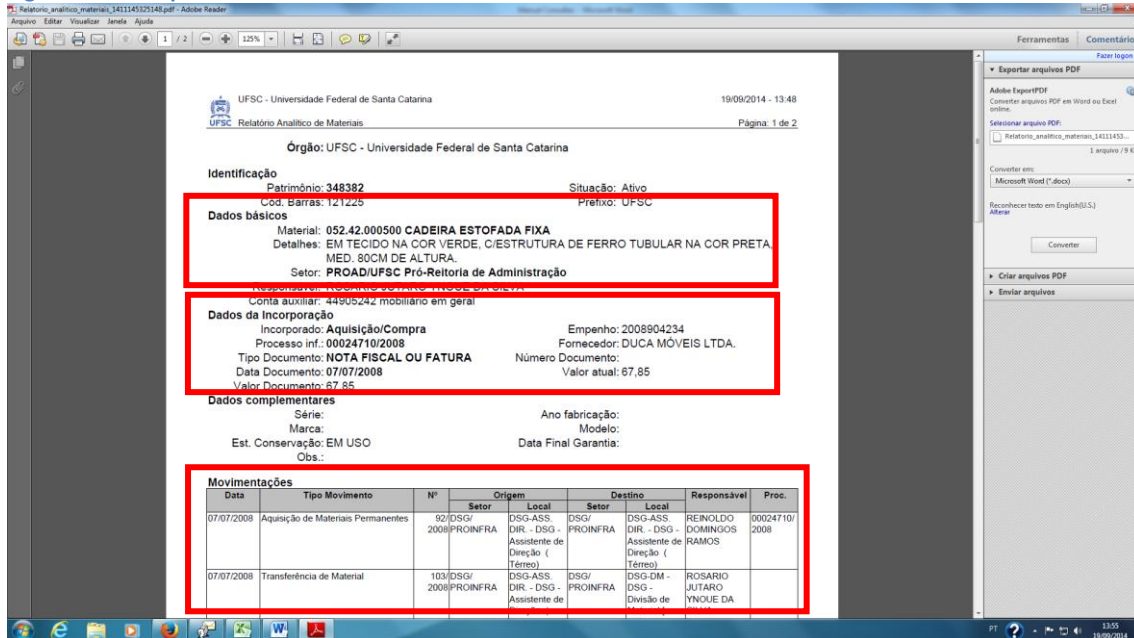 Relatorio_analitico_materiais_1411145325148.pdf - Adobe Reader
Arquivo Editar Visualizar Janela Ajuda
1 / 2 125% Ferramentas Comentário
UFSC - Universidade Federal de Santa Catarina 19/09/2014 - 13:48
UFSC Relatório Analítico de Materiais Página: 1 de 2
Órgão: UFSC - Universidade Federal de Santa Catarina
Identificação
Patrimônio: 348382 Situação: Ativo
Cód. Barras: 121225 Prefixo: UFSC
Dados básicos
Material: 052.42.000500 CADEIRA ESTOFADA FIXA
Detalhes: EM TECIDO NA COR VERDE, C/ESTRUTURA DE FERRO TUBULAR NA COR PRETA,
MED. 80CM DE ALTURA.
Setor: PROAD/UFSC Pró-Reitoria de Administração
Responsável: ROSARIO JUTARO YNOUE DA SILVA
Conta auxiliar: 44905242 mobiliário em geral
Dados da Incorporação
Incorporado: Aquisição/Compra Empenho: 2008904234
Processo inf.: 00024710/2008 Fornecedor: DUCA MÓVEIS LTDA.
Tipo Documento: NOTA FISCAL OU FATURA Número Documento:
Data Documento: 07/07/2008 Valor atual: 67,85
Valor Documento: 67,85
Dados complementares
Série: Ano fabricação:
Marca: Modelo:
Est. Conservação: EM USO Data Final Garantia:
Obs.:
Movimentações
Data Tipo Movimento Nº Origem Destino Responsável Proc.
Setor Local Setor Local
07/07/2008 Aquisição de Materiais Permanentes 92/ DSG/ DSG-ASS. DSG/ DSG-ASS. REINOLDO 00024710/
2008 PROINFRA DIR. - DSG - PROINFRA DIR. - DSG - DOMINGOS 2008
Assistente de Assistente de RAMOS
Direção ( Direção (
Térreo) Térreo)
07/07/2008 Transferência de Material 103/ DSG/ DSG-ASS. DSG/ DSG-DM - ROSARIO
2008 PROINFRA DIR. - DSG - PROINFRA DSG - JUTARO
Assistente de Divisão de YNOUE DA
Fazer logon
Exportar arquivos PDF
Adobe ExportPDF
Converter arquivos PDF em Word ou Excel
online.
Selecionar arquivo PDF:
Relatorio_analitico_materiais_14111453...
1 arquivo / 9 K
Converter em:
Microsoft Word (*.docx)
Reconhecer texto em English(U.S.)
Alterar
Converter
Criar arquivos PDF
Enviar arquivos
PT 13:55
19/09/2014